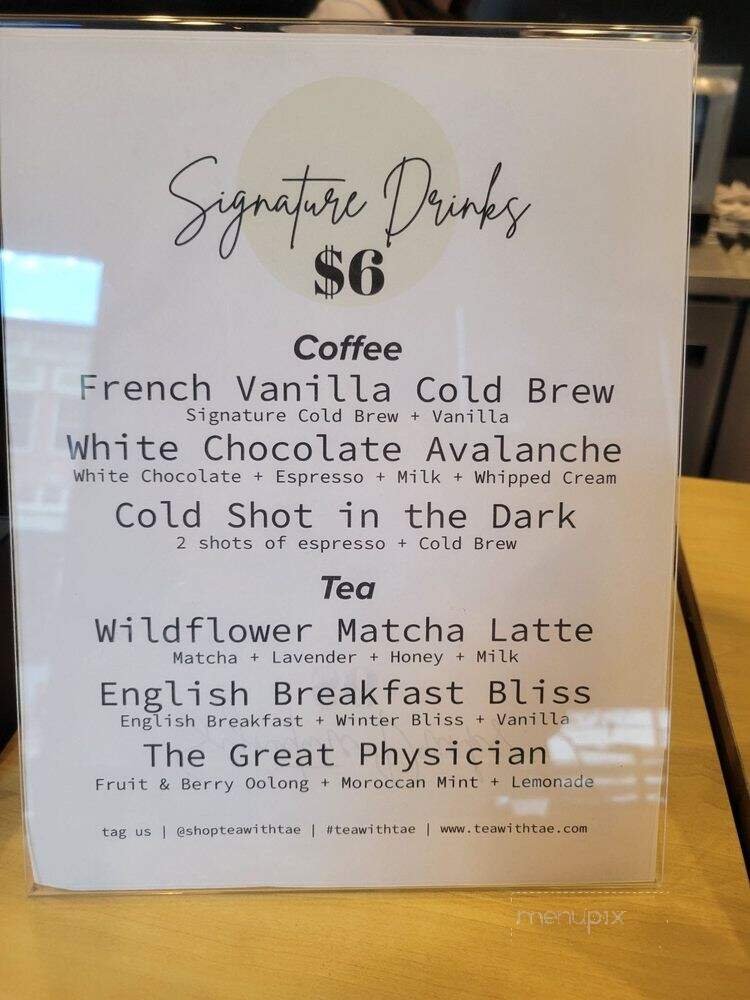 Signature Drinks
$6
Coffee
French Vanilla Cold Brew
Signature Cold Brew + Vanilla
White Chocolate Avalanche
White Chocolate + Espresso + Milk + Whipped Cream
Cold Shot in the Dark
2 shots of espresso + Cold Brew
Tea
Wildflower Matcha Latte
Matcha + Lavender + Honey + Milk
English Breakfast Bliss
English Breakfast + Winter Bliss + Vanilla
The Great Physician
Fruit & Berry Oolong + Moroccan Mint + Lemonade
tag us | @shopteawithtae | #teawithtae | www.teawithtae.com
menupix